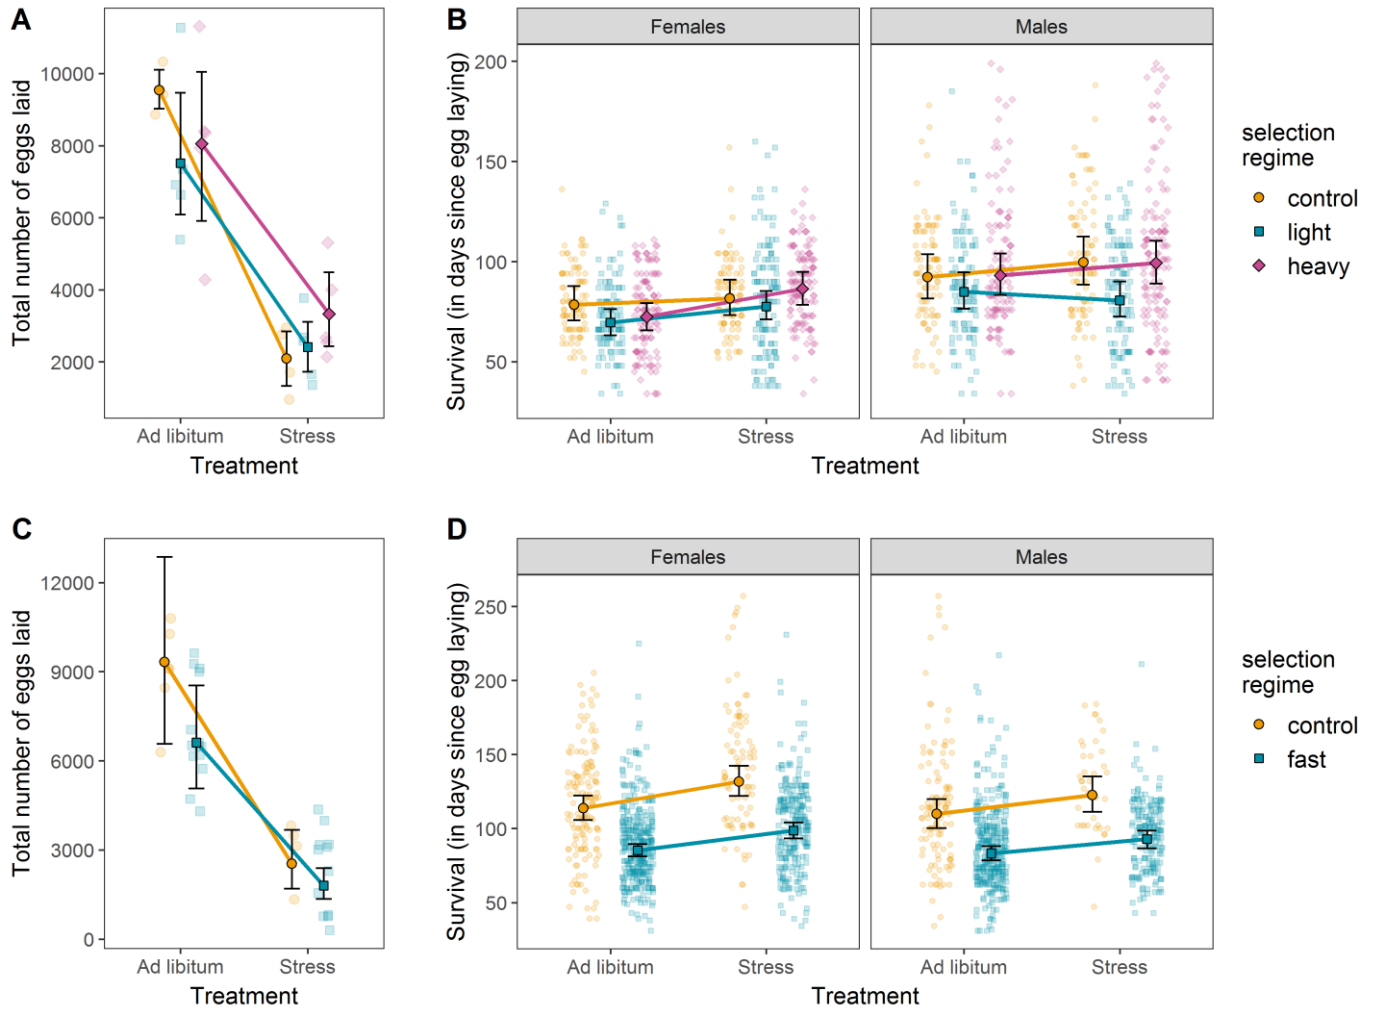 A
Total number of eggs laid
10000
8000
6000
4000
2000
Ad libitum
Stress
Treatment
B
Survival (in days since egg laying)
200
150
100
50
Females
Males
Ad libitum
Stress
Ad libitum
Stress
Treatment
selection
regime
control
light
heavy
C
Total number of eggs laid
12000
9000
6000
3000
0
Ad libitum
Stress
Treatment
D
Survival (in days since egg laying)
250
200
150
100
50
Females
Males
Ad libitum
Stress
Ad libitum
Stress
Treatment
selection
regime
control
fast